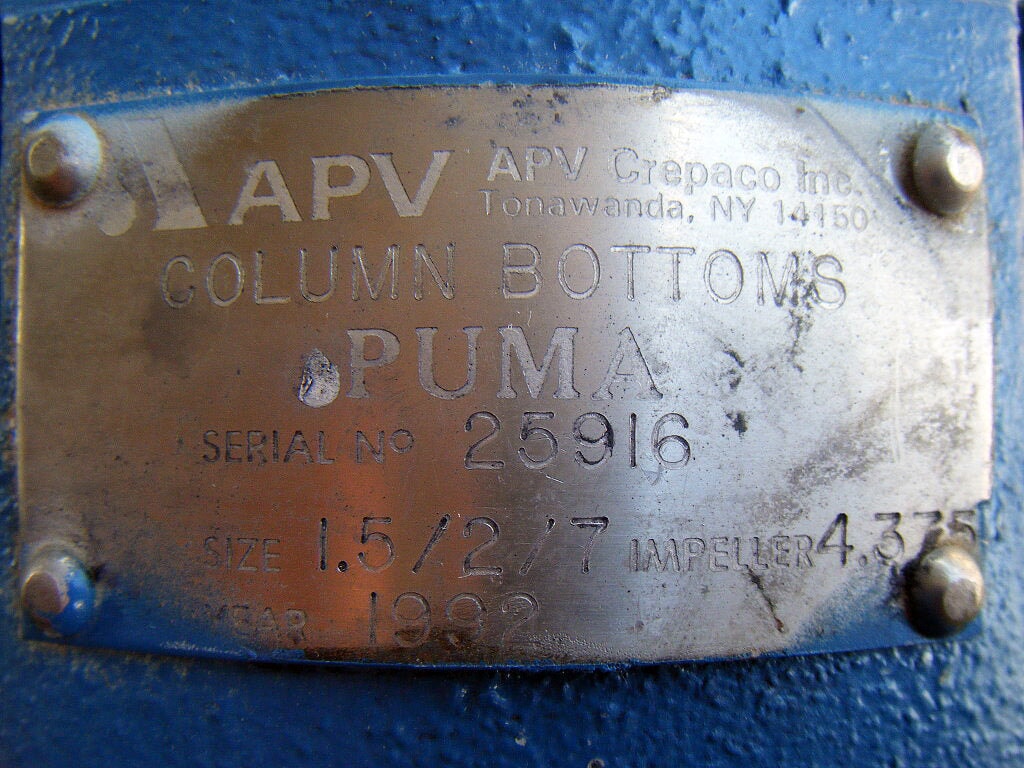 APV APV Crepaco Inc.
Tonawanda, NY 14150
COLUMN BOTTOMS
PUMA
SERIAL Nº 25916
SIZE 1.5/2/7 IMPELLER 4.375
YEAR 1992